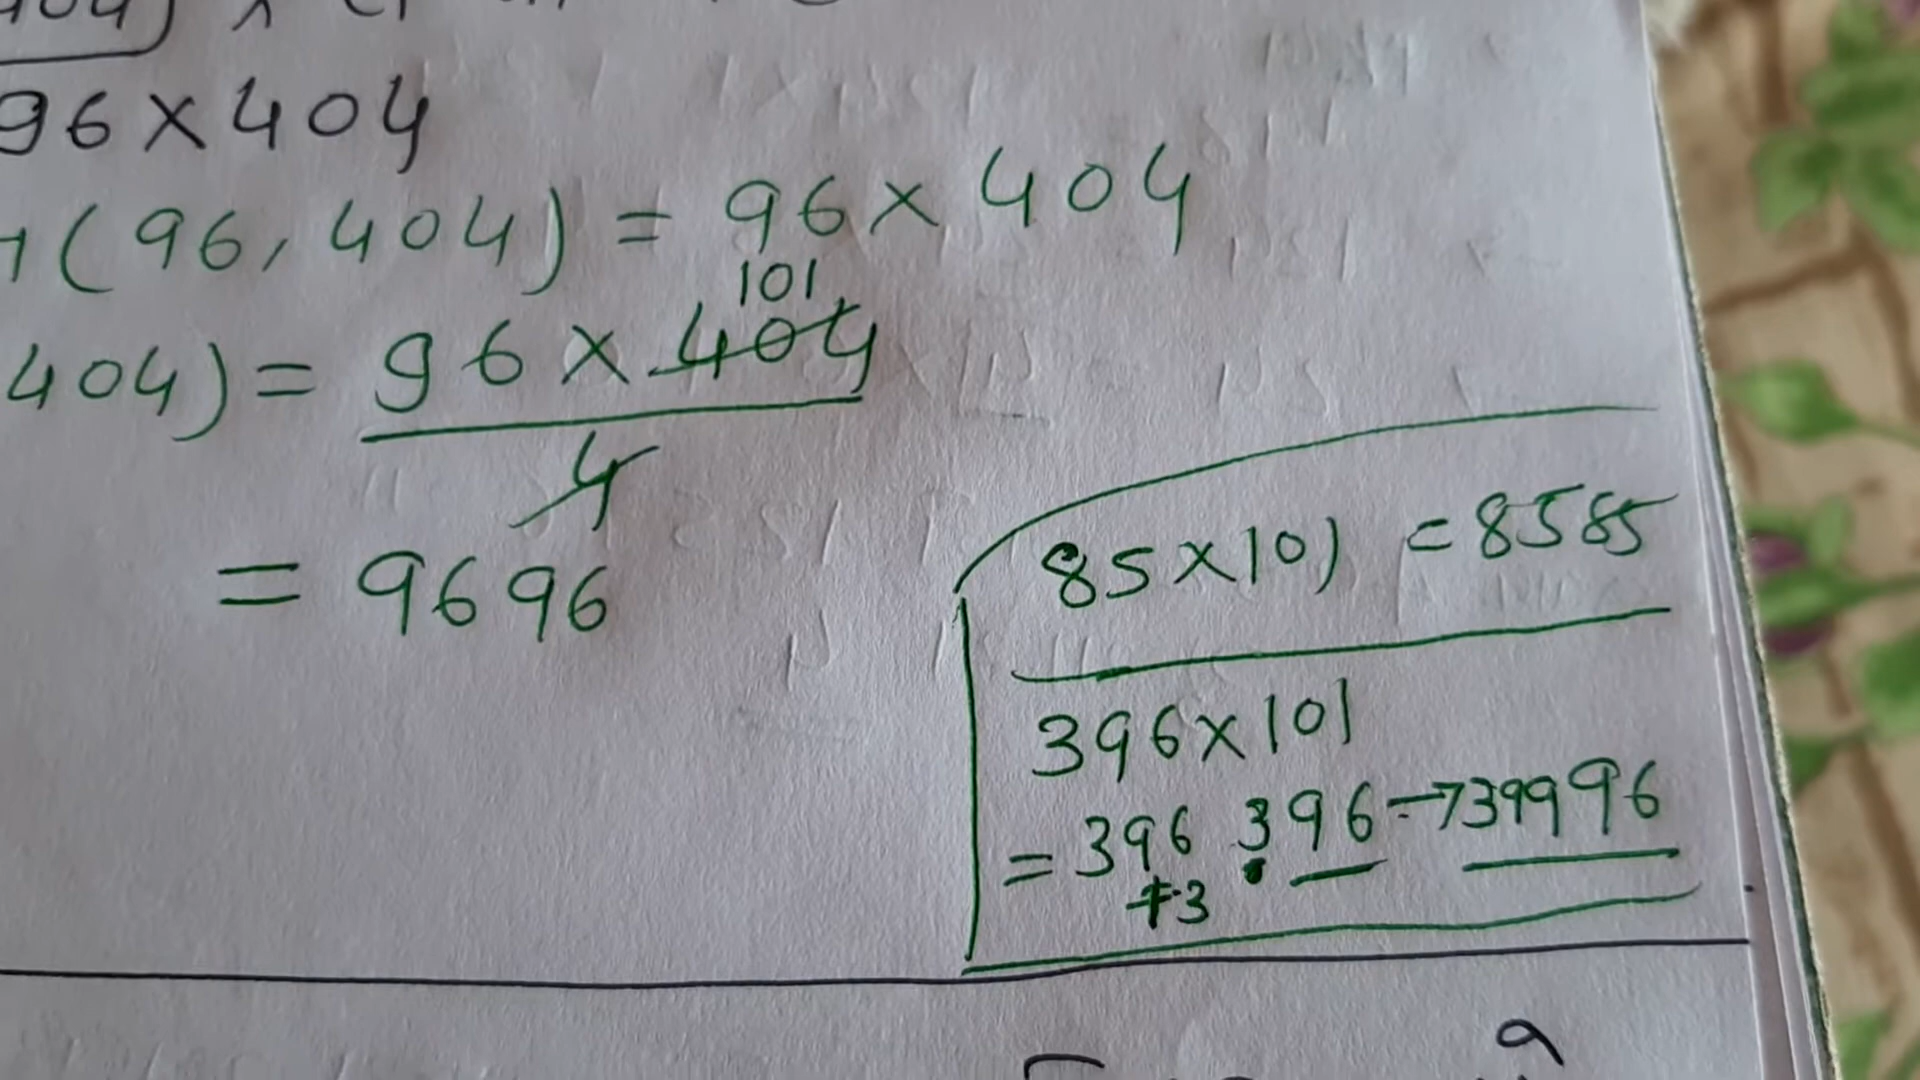 96×404
(96, 404) = 96 × 404
101
404) = 96 × 404
4
= 9696
85×101 = 8585
396×101
= 396 396 → 39996
+3